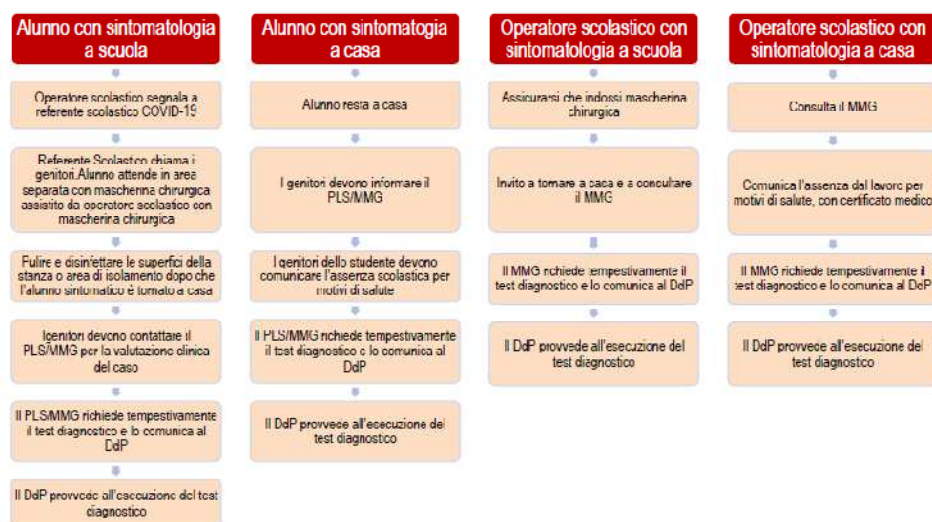 Alunno con sintomatologia
a scuola
Operatore scolastico segnala a
referente scolastico COVID-19
Referente Scolastico chiama i
genitori.Alunno attende in area
separata con mascherina chirurgica
assistito da operatore scolastico con
mascherina chirurgica
Pulire e disinfettare le superfici della
stanza o area di isolamento dopo che
l'alunno sintomatico è tornato a casa
Igenitori devono contattare il
PLS/MMG per la valutazione clinica
del caso
Il PLS/MMG richiede tempestivamente
il test diagnostico e lo comunica al
DdP
Il DdP provvede all'esecuzione del test
diagnostico
Alunno con sintomatogia
a casa
Alunno resta a casa
I genitori devono informare il
PLS/MMG
I genitori dello studente devono
comunicare l'assenza scolastica per
motivi di salute
Il PLS/MMG richiede tempestivamente
il test diagnostico e lo comunica al
DdP
Il DdP provvede all'esecuzione del
test diagnostico
Operatore scolastico con
sintomatologia a scuola
Assicurarsi che indossi mascherina
chirurgica
Invito a tornare a casa e a consultare
il MMG
Il MMG richiede tempestivamente il
test diagnostico e lo comunica al DdP
Il DdP provvede all'esecuzione del
test diagnostico
Operatore scolastico con
sintomatologia a casa
Consulta il MMG
Comunica l'assenza dal lavoro per
motivi di salute, con certificato medico
Il MMG richiede tempestivamente il
test diagnostico e lo comunica al DdP
Il DdP provvede all'esecuzione del
test diagnostico